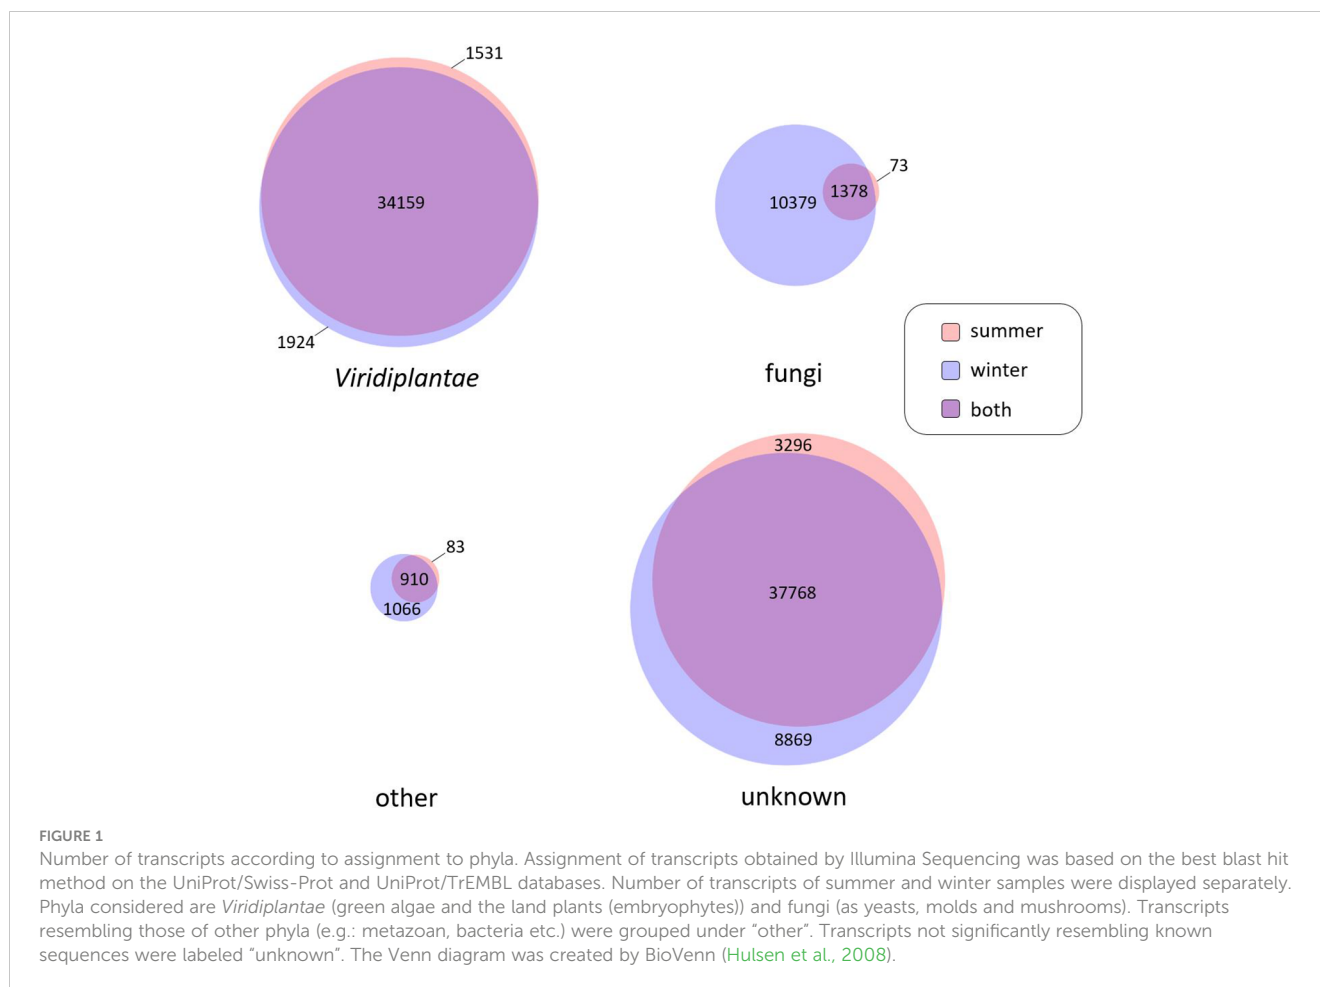 1531
34159
1924
Viridiplantae
73
1378
10379
fungi
summer
winter
both
83
910
1066
other
3296
37768
8869
unknown
FIGURE 1
Number of transcripts according to assignment to phyla. Assignment of transcripts obtained by Illumina Sequencing was based on the best blast hit
method on the UniProt/Swiss-Prot and UniProt/TrEMBL databases. Number of transcripts of summer and winter samples were displayed separately.
Phyla considered are Viridiplantae (green algae and the land plants (embryophytes)) and fungi (as yeasts, molds and mushrooms). Transcripts
resembling those of other phyla (e.g.: metazoan, bacteria etc.) were grouped under “other”. Transcripts not significantly resembling known
sequences were labeled “unknown”. The Venn diagram was created by BioVenn (Hulsen et al., 2008).